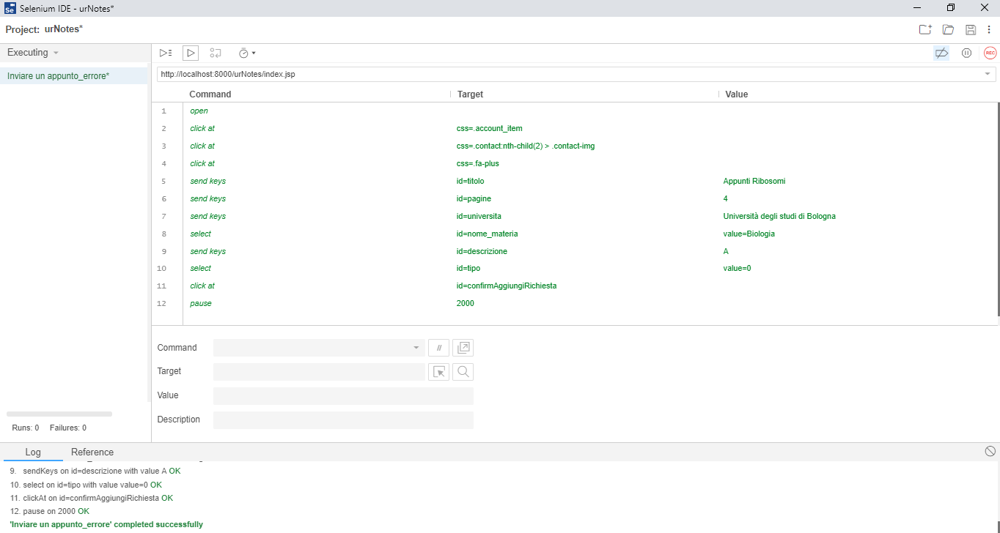 Selenium IDE - urNotes*
Project: urNotes*
Executing
Inviare un appunto_errore*
REC
http://localhost:8000/urNotes/index.jsp
Command Target Value
1 open
2 click at css=.account_item
3 click at css=.contact:nth-child(2) > .contact-img
4 click at css=.fa-plus
5 send keys id=titolo Appunti Ribosomi
6 send keys id=pagine 4
7 send keys id=universita Università degli studi di Bologna
8 select id=nome_materia value=Biologia
9 send keys id=descrizione A
10 select id=tipo value=0
11 click at id=confirmAggiungiRichiesta
12 pause 2000
Command //
Target
Value
Description
Runs: 0 Failures: 0
Log Reference
9. sendKeys on id=descrizione with value A OK
10. select on id=tipo with value value=0 OK
11. clickAt on id=confirmAggiungiRichiesta OK
12. pause on 2000 OK
'Inviare un appunto_errore' completed successfully